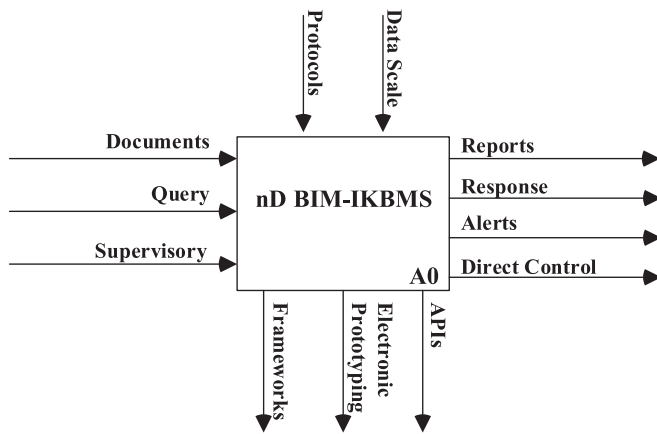 Protocols
Data Scale
Documents
Query
Supervisory
nD BIM-IKBMS
A0
Reports
Response
Alerts
Direct Control
Frameworks
Electronic
Prototyping
APIs